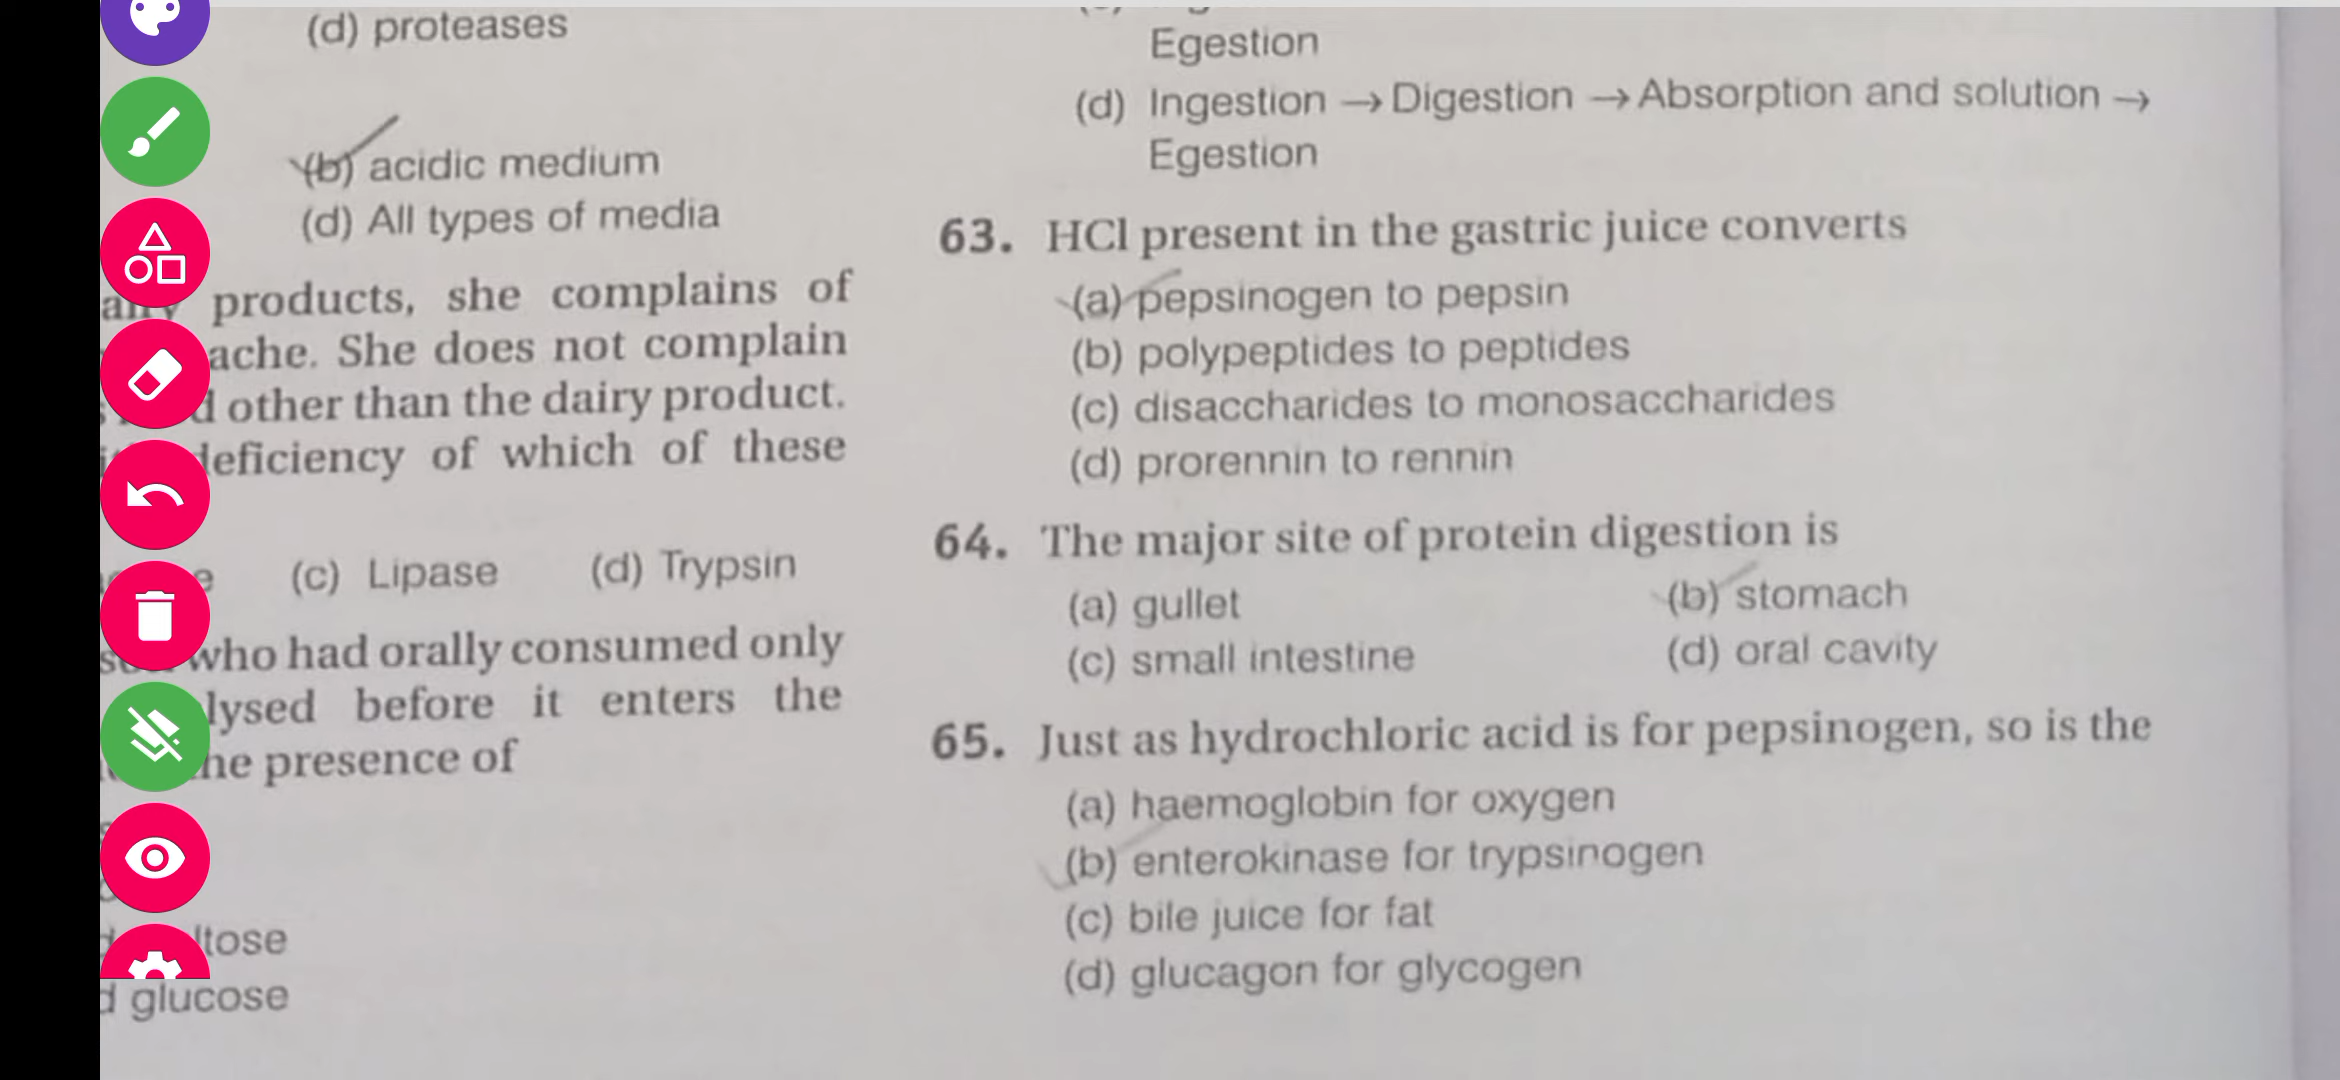 (d) proteases
(b) acidic medium
(d) All types of media
products, she complains of
ache. She does not complain
other than the dairy product.
deficiency of which of these
(c) Lipase (d) Trypsin
who had orally consumed only
lysed before it enters the
he presence of
ltose
d glucose
Egestion
(d) Ingestion → Digestion → Absorption and solution →
Egestion
63. HCl present in the gastric juice converts
(a) pepsinogen to pepsin
(b) polypeptides to peptides
(c) disaccharides to monosaccharides
(d) prorennin to rennin
64. The major site of protein digestion is
(a) gullet (b) stomach
(c) small intestine (d) oral cavity
65. Just as hydrochloric acid is for pepsinogen, so is the
(a) haemoglobin for oxygen
(b) enterokinase for trypsinogen
(c) bile juice for fat
(d) glucagon for glycogen